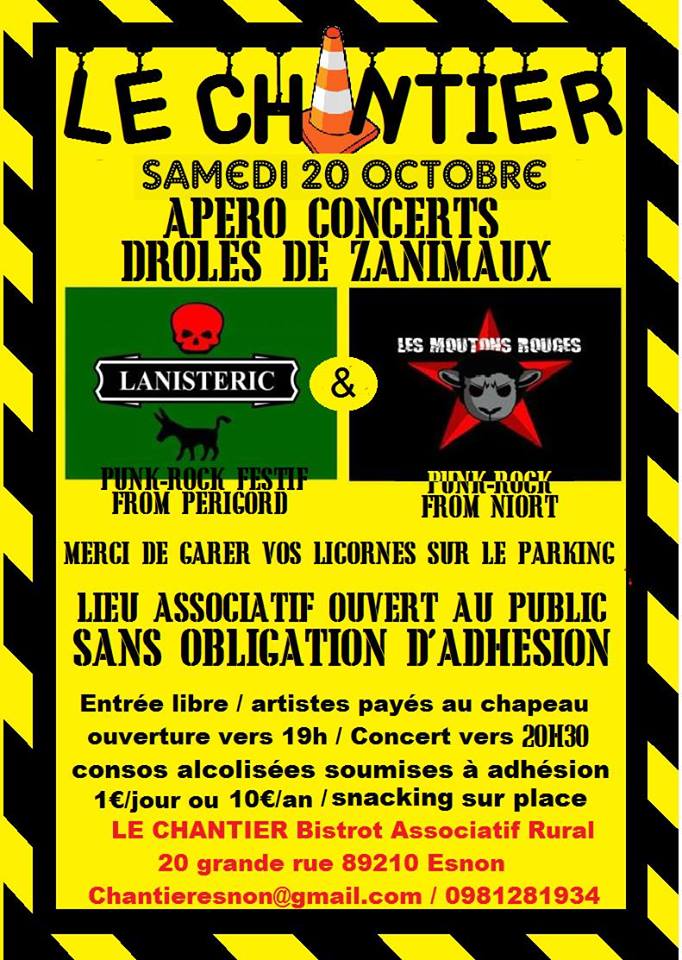 LE CHANTIER
SAMEDI 20 OCTOBRE
APERO CONCERTS
DROLES DE ZANIMAUX
LANISTERIC
&
LES MOUTONS ROUGES
PUNK-ROCK FESTIF
FROM PERIGORD
PUNK-ROCK
FROM NIORT
MERCI DE GARER VOS LICORNES SUR LE PARKING
LIEU ASSOCIATIF OUVERT AU PUBLIC
SANS OBLIGATION D'ADHESION
Entrée libre / artistes payés au chapeau
ouverture vers 19h / Concert vers 20H30
consos alcolisées soumises à adhésion
1€/jour ou 10€/an / snacking sur place
LE CHANTIER Bistrot Associatif Rural
20 grande rue 89210 Esnon
Chantieresnon@gmail.com / 0981281934